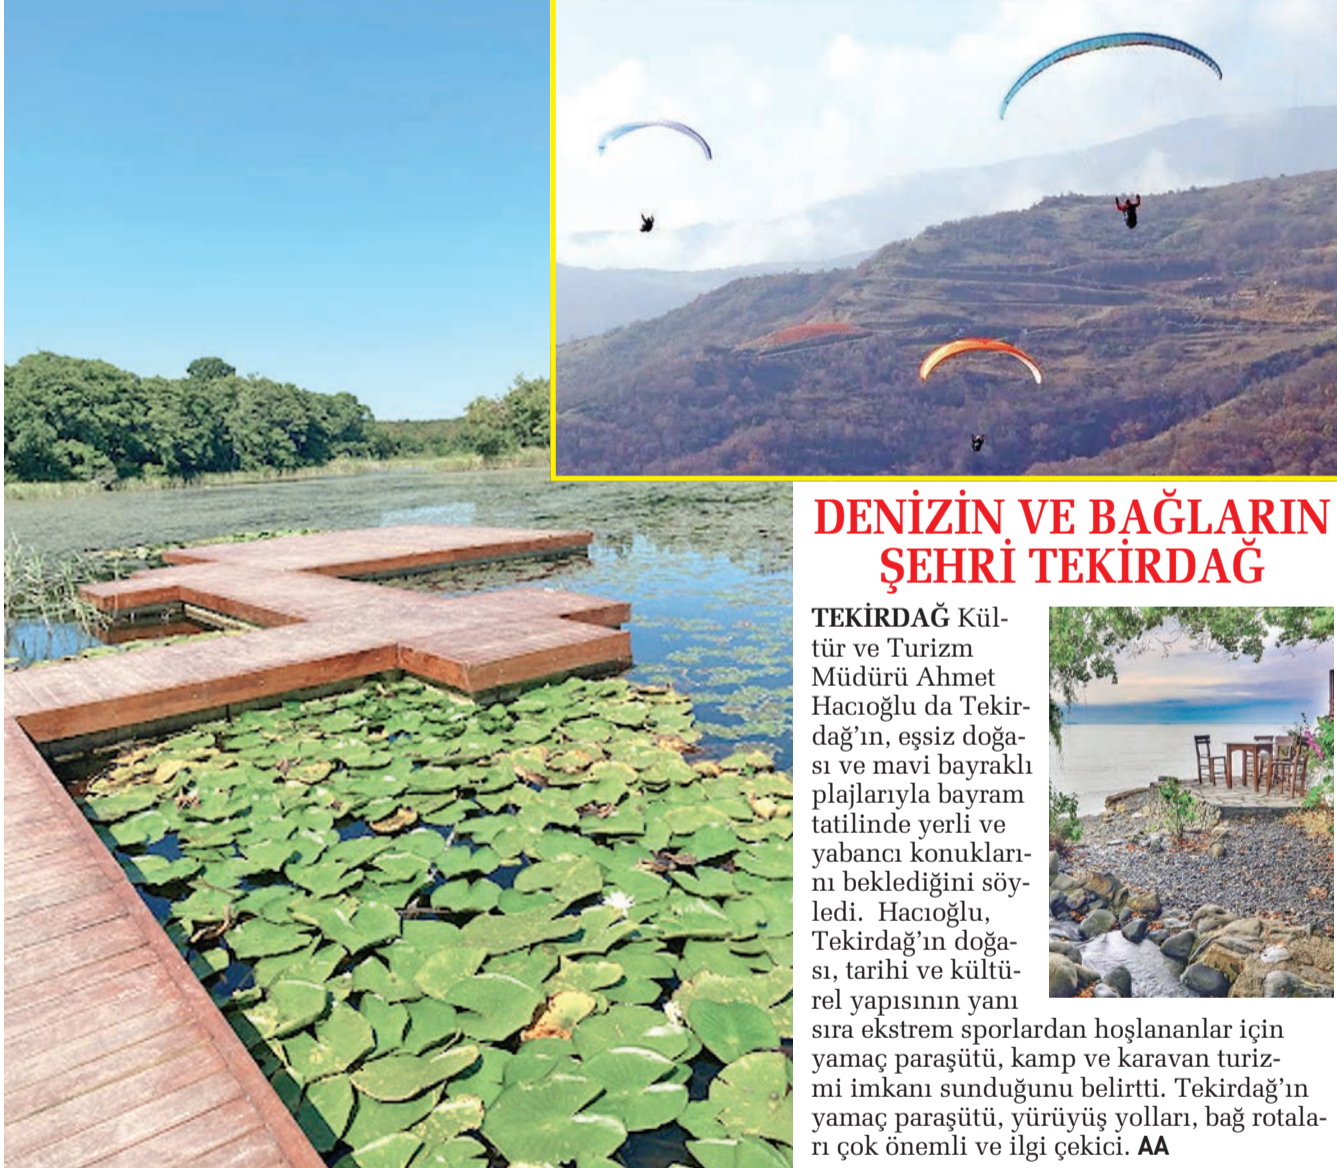 DENİZİN VE BAĞLARIN
ŞEHRİ TEKİRDAĞ
TEKİRDAĞ Kül-
tür ve Turizm
Müdürü Ahmet
Hacıoğlu da Tekir-
dağ’ın, eşsiz doğa-
sı ve mavi bayraklı
plajlarıyla bayram
tatilinde yerli ve
yabancı konukları-
nı beklediğini söy-
ledi. Hacıoğlu,
Tekirdağ’ın doğa-
sı, tarihi ve kültü-
rel yapısının yanı
sıra ekstrem sporlardan hoşlananlar için
yamaç paraşütü, kamp ve karavan turiz-
mi imkanı sunduğunu belirtti. Tekirdağ’ın
yamaç paraşütü, yürüyüş yolları, bağ rotala-
rı çok önemli ve ilgi çekici. AA